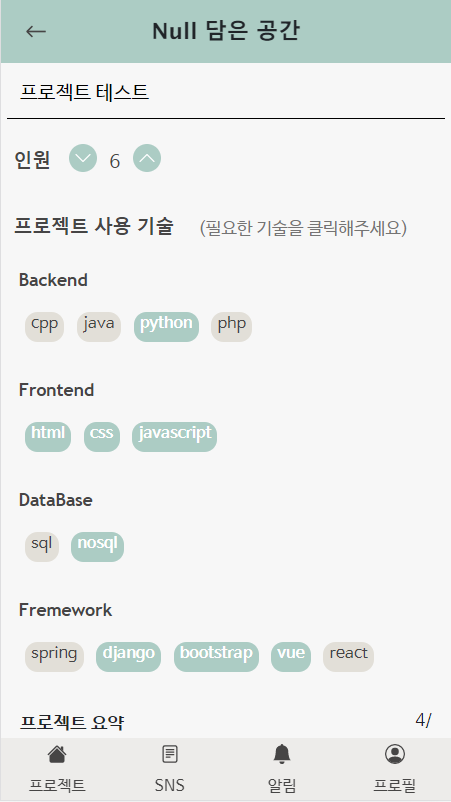 Null 담은 공간
프로젝트 테스트
인원 6
프로젝트 사용 기술 (필요한 기술을 클릭해주세요)
Backend
cpp java python php
Frontend
html css javascript
DataBase
sql nosql
Fremework
spring django bootstrap vue react
프로젝트 요약 4/
프로젝트 SNS 알림 프로필